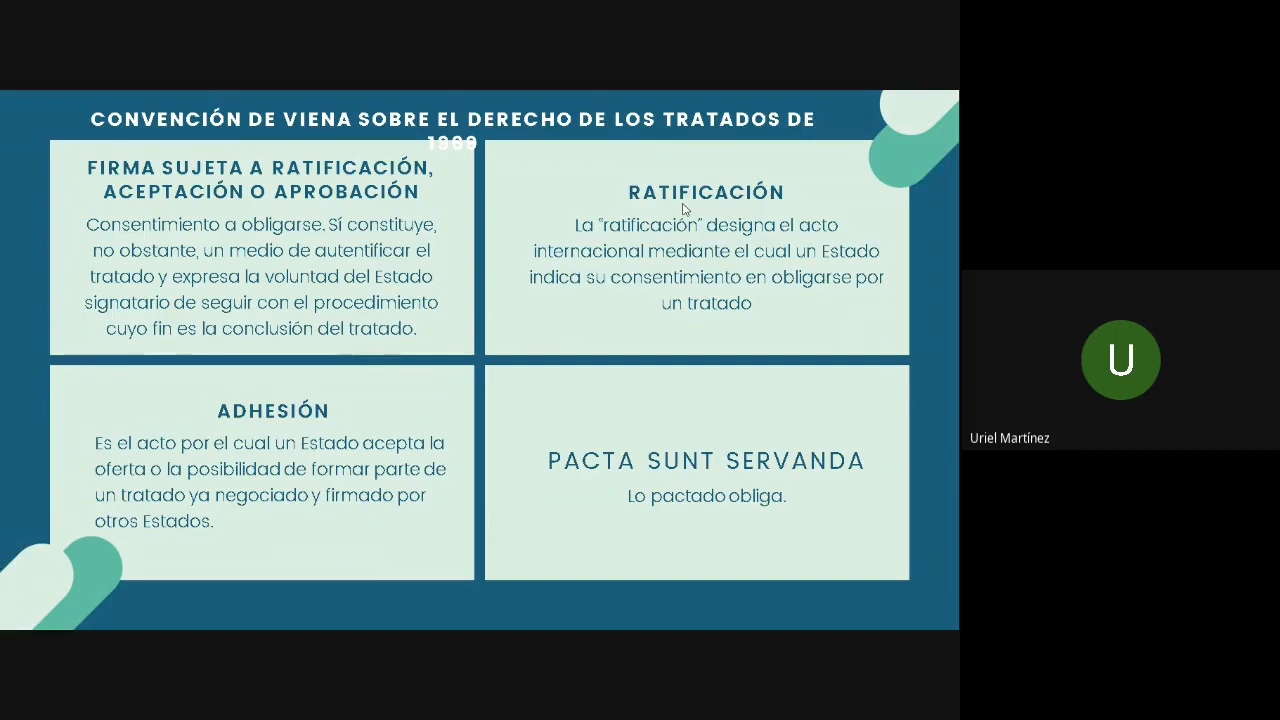 CONVENCIÓN DE VIENA SOBRE EL DERECHO DE LOS TRATADOS DE
1969
FIRMA SUJETA A RATIFICACIÓN,
ACEPTACIÓN O APROBACIÓN
Consentimiento a obligarse. Sí constituye,
no obstante, un medio de autentificar el
tratado y expresa la voluntad del Estado
signatario de seguir con el procedimiento
cuyo fin es la conclusión del tratado.
RATIFICACIÓN
La "ratificación" designa el acto
internacional mediante el cual un Estado
indica su consentimiento en obligarse por
un tratado
ADHESIÓN
Es el acto por el cual un Estado acepta la
oferta o la posibilidad de formar parte de
un tratado ya negociado y firmado por
otros Estados.
PACTA SUNT SERVANDA
Lo pactado obliga.
U
Uriel Martínez